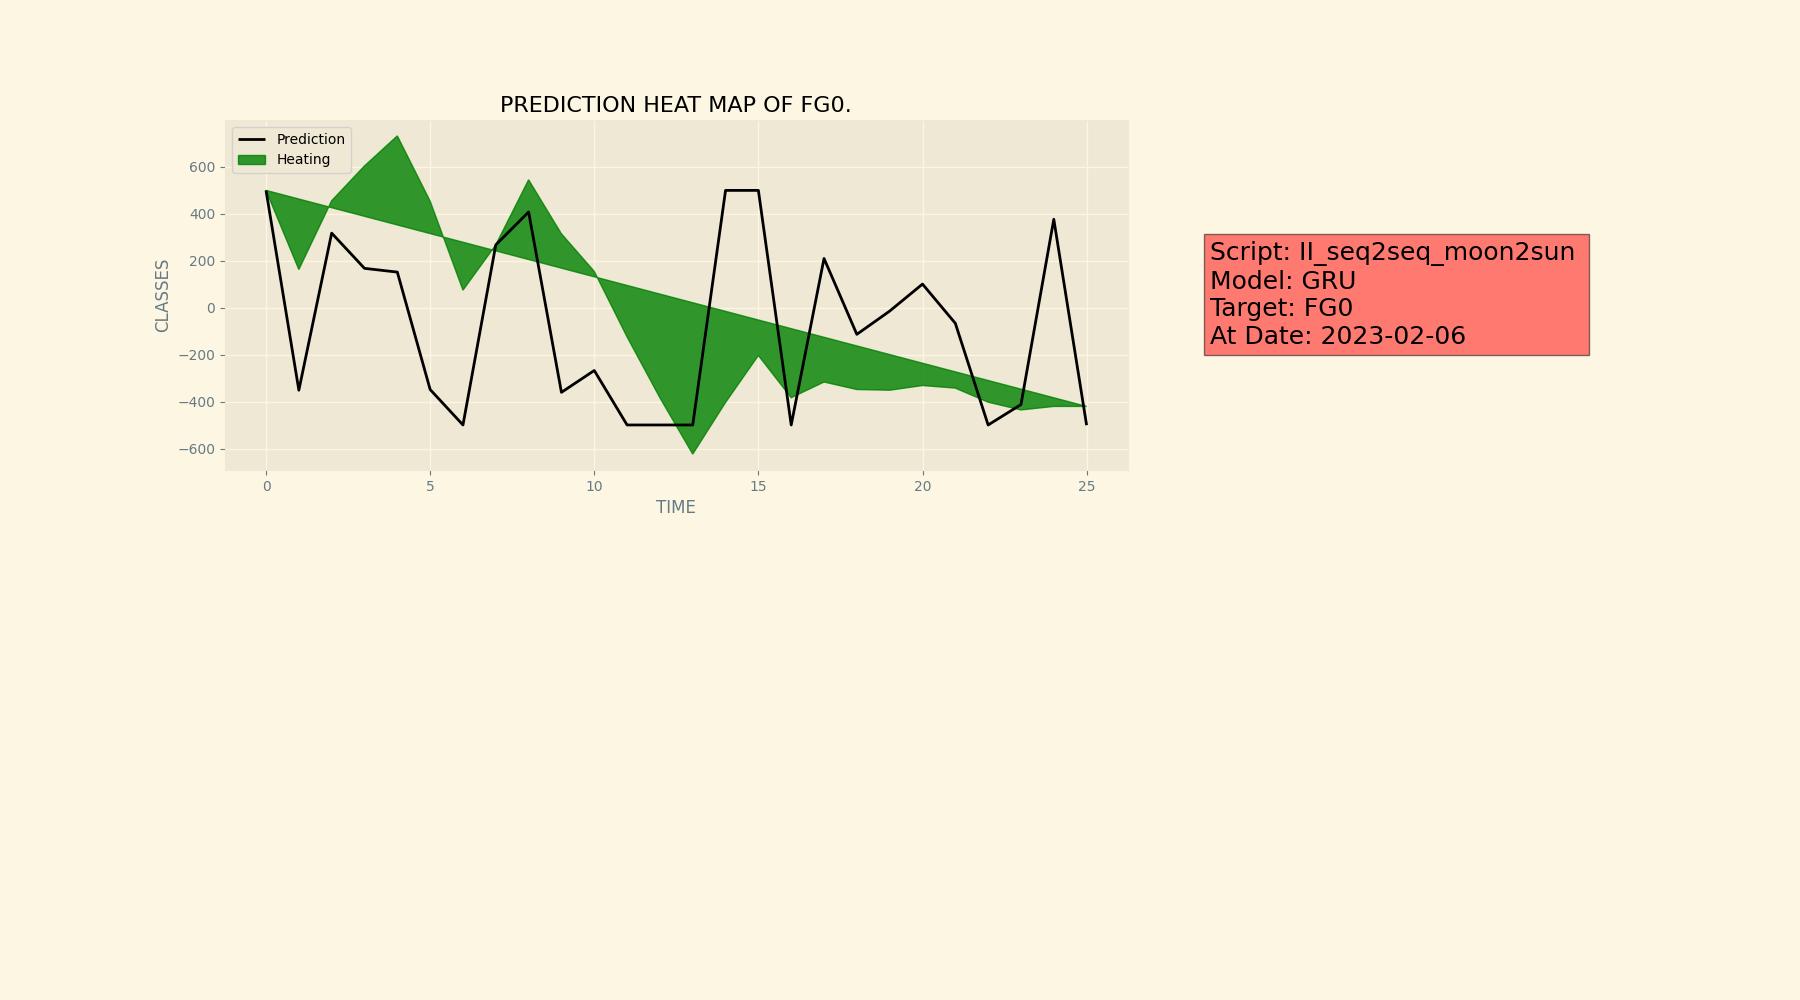 PREDICTION HEAT MAP OF FG0.
Prediction
Heating
600
400
200
0
−200
−400
−600
CLASSES
0 5 10 15 20 25
TIME
Script: II_seq2seq_moon2sun
Model: GRU
Target: FG0
At Date: 2023-02-06